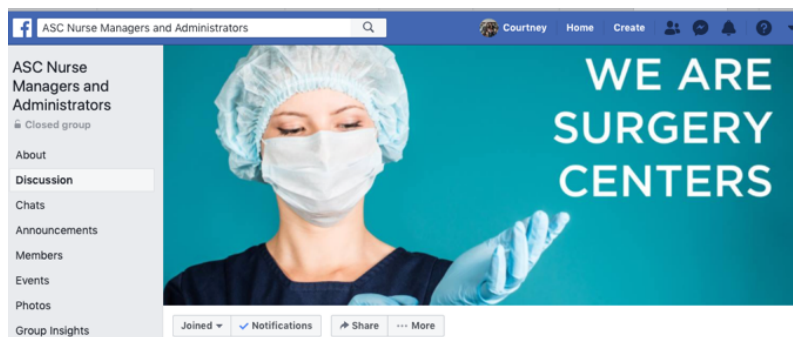 ASC Nurse Managers and Administrators
Courtney
Home
Create
ASC Nurse
Managers and
Administrators
Closed group
About
Discussion
Chats
Announcements
Members
Events
Photos
Group Insights
WE ARE
SURGERY
CENTERS
Joined
Notifications
Share
More